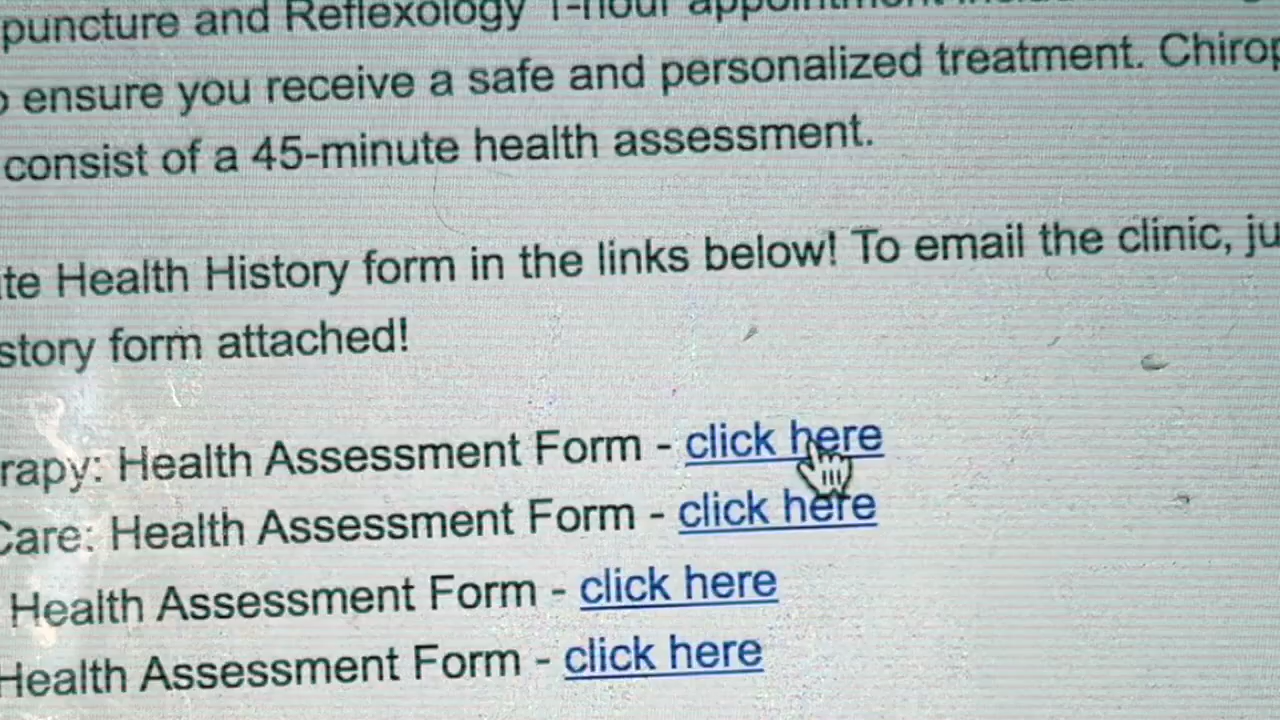 puncture and Reflexology 1-hour appointment
ensure you receive a safe and personalized treatment. Chirop
consist of a 45-minute health assessment.
te Health History form in the links below! To email the clinic, ju
story form attached!
rapy: Health Assessment Form - click here
Care: Health Assessment Form - click here
Health Assessment Form - click here
Health Assessment Form - click here